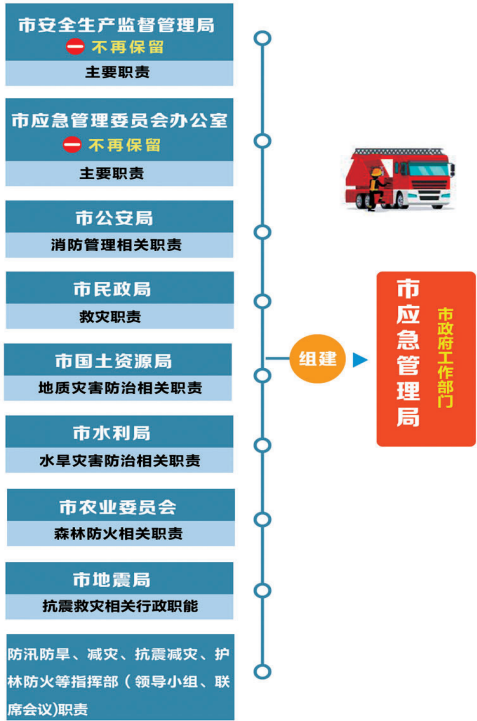 市安全生产监督管理局
不再保留
主要职责
市应急管理委员会办公室
不再保留
主要职责
市公安局
消防管理相关职责
市民政局
救灾职责
市国土资源局
地质灾害防治相关职责
市水利局
水旱灾害防治相关职责
市农业委员会
森林防火相关职责
市地震局
抗震救灾相关行政职能
防汛防旱、减灾、抗震减灾、护
林防火等指挥部（领导小组、联
席会议)职责
组建
市应急管理局
市政府工作部门